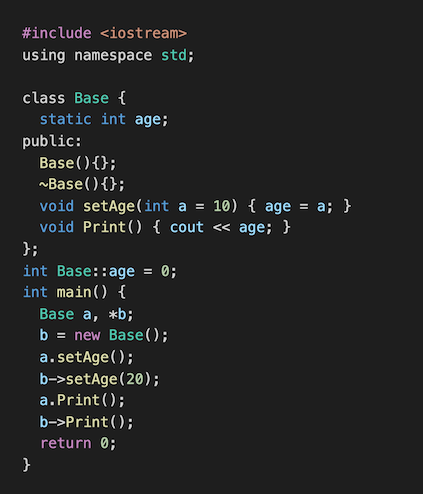 #include <iostream>
using namespace std;
class Base {
static int age;
public:
Base(){};
~Base(){};
void setAge(int a = 10) { age = a; }
void Print() { cout << age; }
};
int Base::age = 0;
int main() {
Base a, *b;
b = new Base();
a.setAge();
b->setAge(20);
a.Print();
b->Print();
return 0;
}